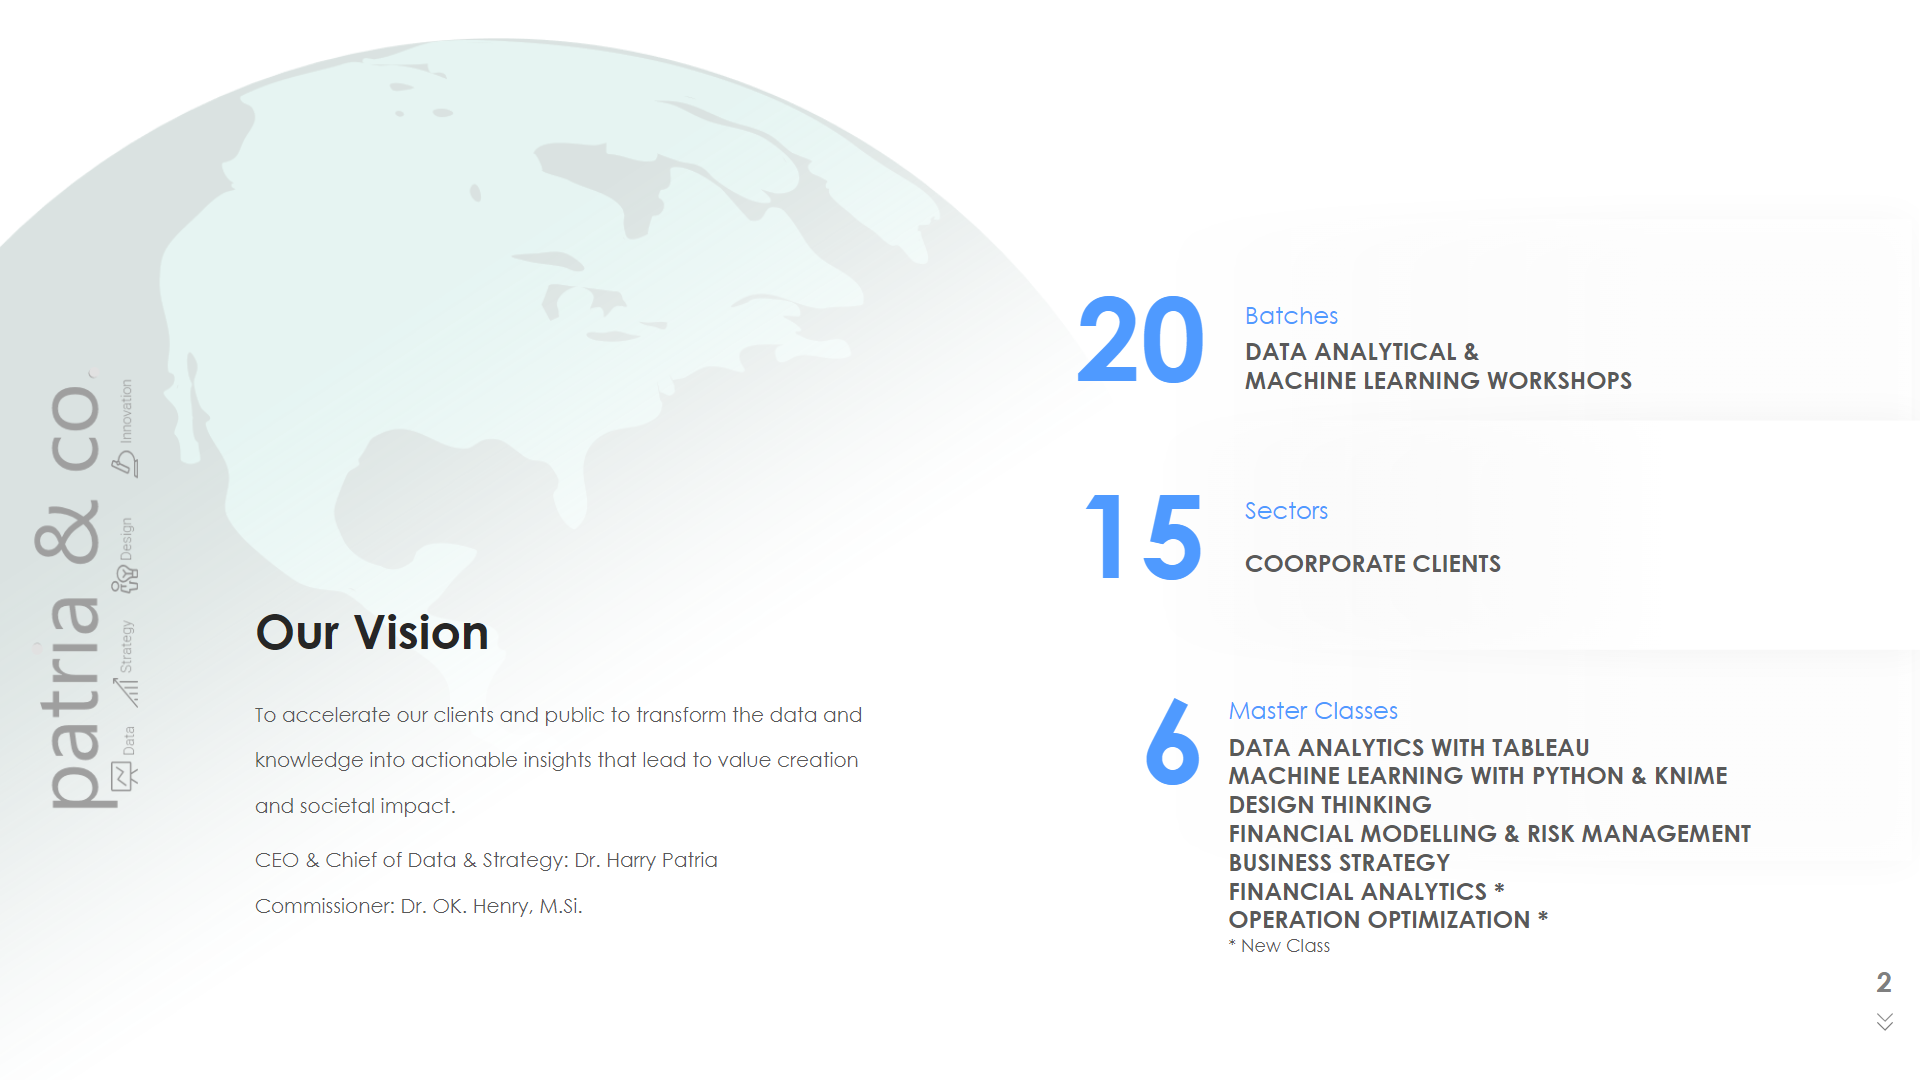 patria & co.
Data
Strategy
Design
Innovation
Our Vision
To accelerate our clients and public to transform the data and
knowledge into actionable insights that lead to value creation
and societal impact.
CEO & Chief of Data & Strategy: Dr. Harry Patria
Commissioner: Dr. OK. Henry, M.Si.
20
Batches
DATA ANALYTICAL &
MACHINE LEARNING WORKSHOPS
15
Sectors
COORPORATE CLIENTS
6
Master Classes
DATA ANALYTICS WITH TABLEAU
MACHINE LEARNING WITH PYTHON & KNIME
DESIGN THINKING
FINANCIAL MODELLING & RISK MANAGEMENT
BUSINESS STRATEGY
FINANCIAL ANALYTICS *
OPERATION OPTIMIZATION *
* New Class
2